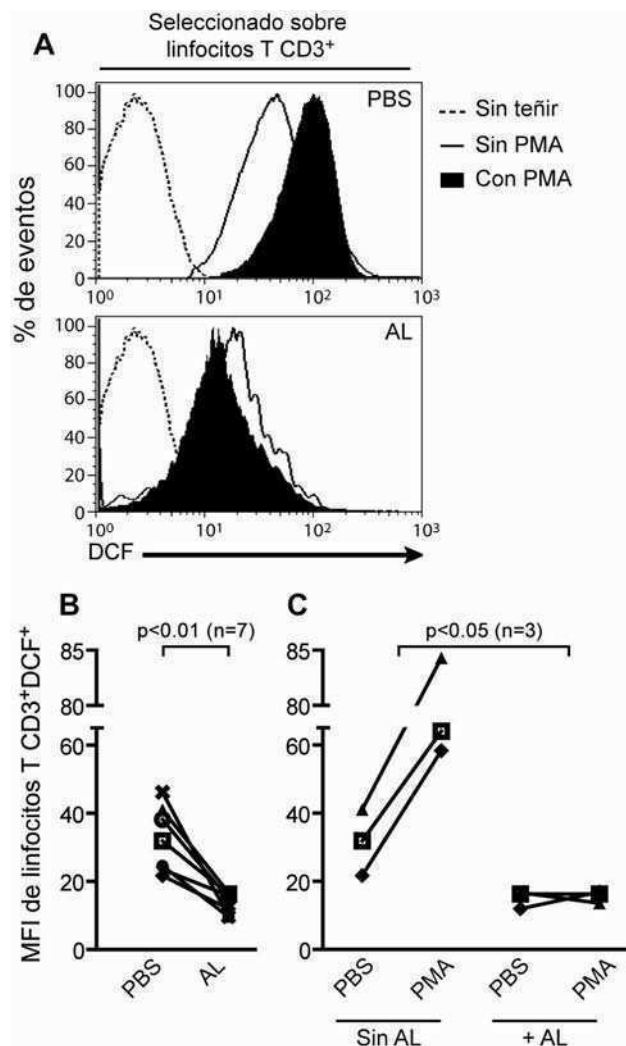 Seleccionado sobre
linfocitos T CD3⁺
A
PBS
% de eventos
100
80
60
40
20
0
10⁰ 10¹ 10² 10³
Sin teñir
Sin PMA
Con PMA
AL
100
80
60
40
20
0
10⁰ 10¹ 10² 10³
DCF
B
p<0.01 (n=7)
MFI de linfocitos T CD3⁺DCF⁺
85
80
60
40
20
0
PBS AL
C
p<0.05 (n=3)
85
80
60
40
20
0
PBS PMA PBS PMA
Sin AL + AL